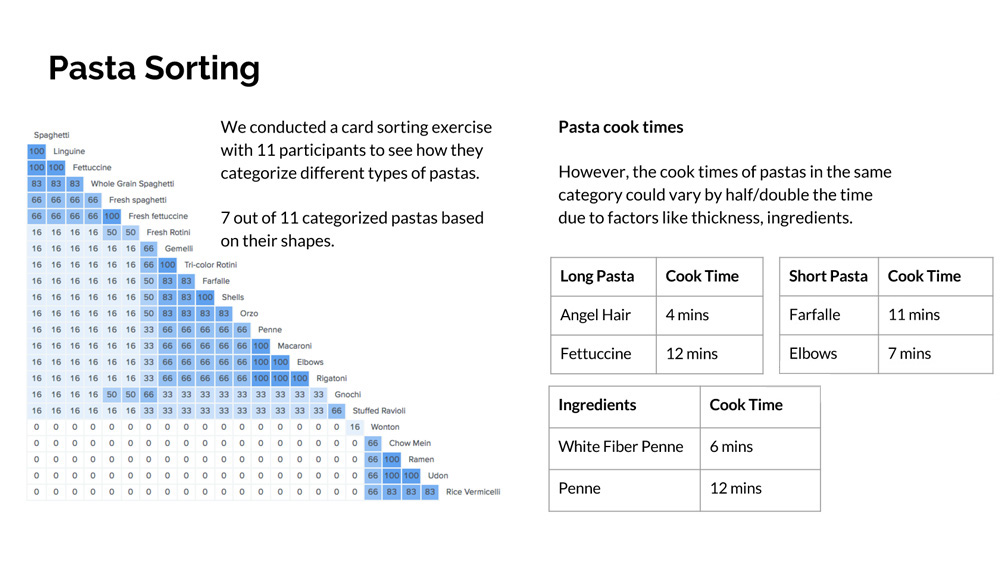 Pasta Sorting
Spaghetti
100 Linguine
100 100 Fettuccine
83 83 83 Whole Grain Spaghetti
66 66 66 66 Fresh spaghetti
66 66 66 66 100 Fresh fettuccine
16 16 16 16 50 50 Fresh Rotini
16 16 16 16 16 16 66 Gemelli
16 16 16 16 16 16 66 100 Tri-color Rotini
16 16 16 16 16 16 50 83 83 Farfalle
16 16 16 16 16 16 50 83 83 100 Shells
16 16 16 16 16 16 50 83 83 83 83 Orzo
16 16 16 16 16 16 33 66 66 66 66 66 Penne
16 16 16 16 16 16 33 66 66 66 66 66 100 Macaroni
16 16 16 16 16 16 33 66 66 66 66 66 100 100 Elbows
16 16 16 16 16 16 33 66 66 66 66 66 100 100 100 Rigatoni
16 16 16 16 50 50 66 33 33 33 33 33 33 33 33 33 Gnochi
16 16 16 16 16 16 33 33 33 33 33 33 33 33 33 33 66 Stuffed Ravioli
0 0 0 0 0 0 0 0 0 0 0 0 0 0 0 0 0 16 Wonton
0 0 0 0 0 0 0 0 0 0 0 0 0 0 0 0 0 0 66 Chow Mein
0 0 0 0 0 0 0 0 0 0 0 0 0 0 0 0 0 0 66 100 Ramen
0 0 0 0 0 0 0 0 0 0 0 0 0 0 0 0 0 0 66 100 100 Udon
0 0 0 0 0 0 0 0 0 0 0 0 0 0 0 0 0 0 66 83 83 83 Rice Vermicelli
We conducted a card sorting exercise
with 11 participants to see how they
categorize different types of pastas.
7 out of 11 categorized pastas based
on their shapes.
Pasta cook times
However, the cook times of pastas in the same
category could vary by half/double the time
due to factors like thickness, ingredients.
Long Pasta Cook Time
Angel Hair 4 mins
Fettuccine 12 mins
Short Pasta Cook Time
Farfalle 11 mins
Elbows 7 mins
Ingredients Cook Time
White Fiber Penne 6 mins
Penne 12 mins